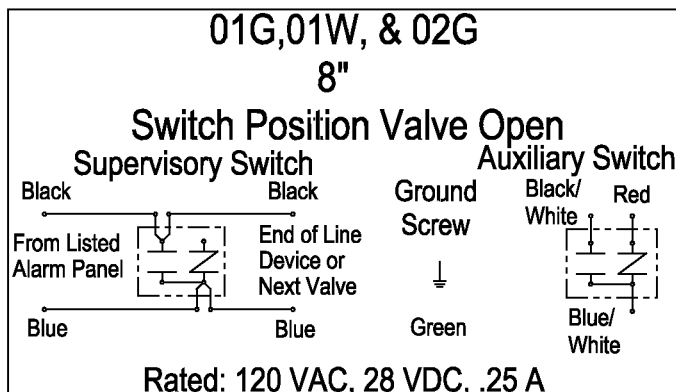 01G,01W, & 02G
8"
Switch Position Valve Open
Supervisory Switch
Black
Black
From Listed
Alarm Panel
End of Line
Device or
Next Valve
Blue
Blue
Ground
Screw
Green
Auxiliary Switch
Black/
White
Red
Blue/
White
Rated: 120 VAC, 28 VDC, .25 A